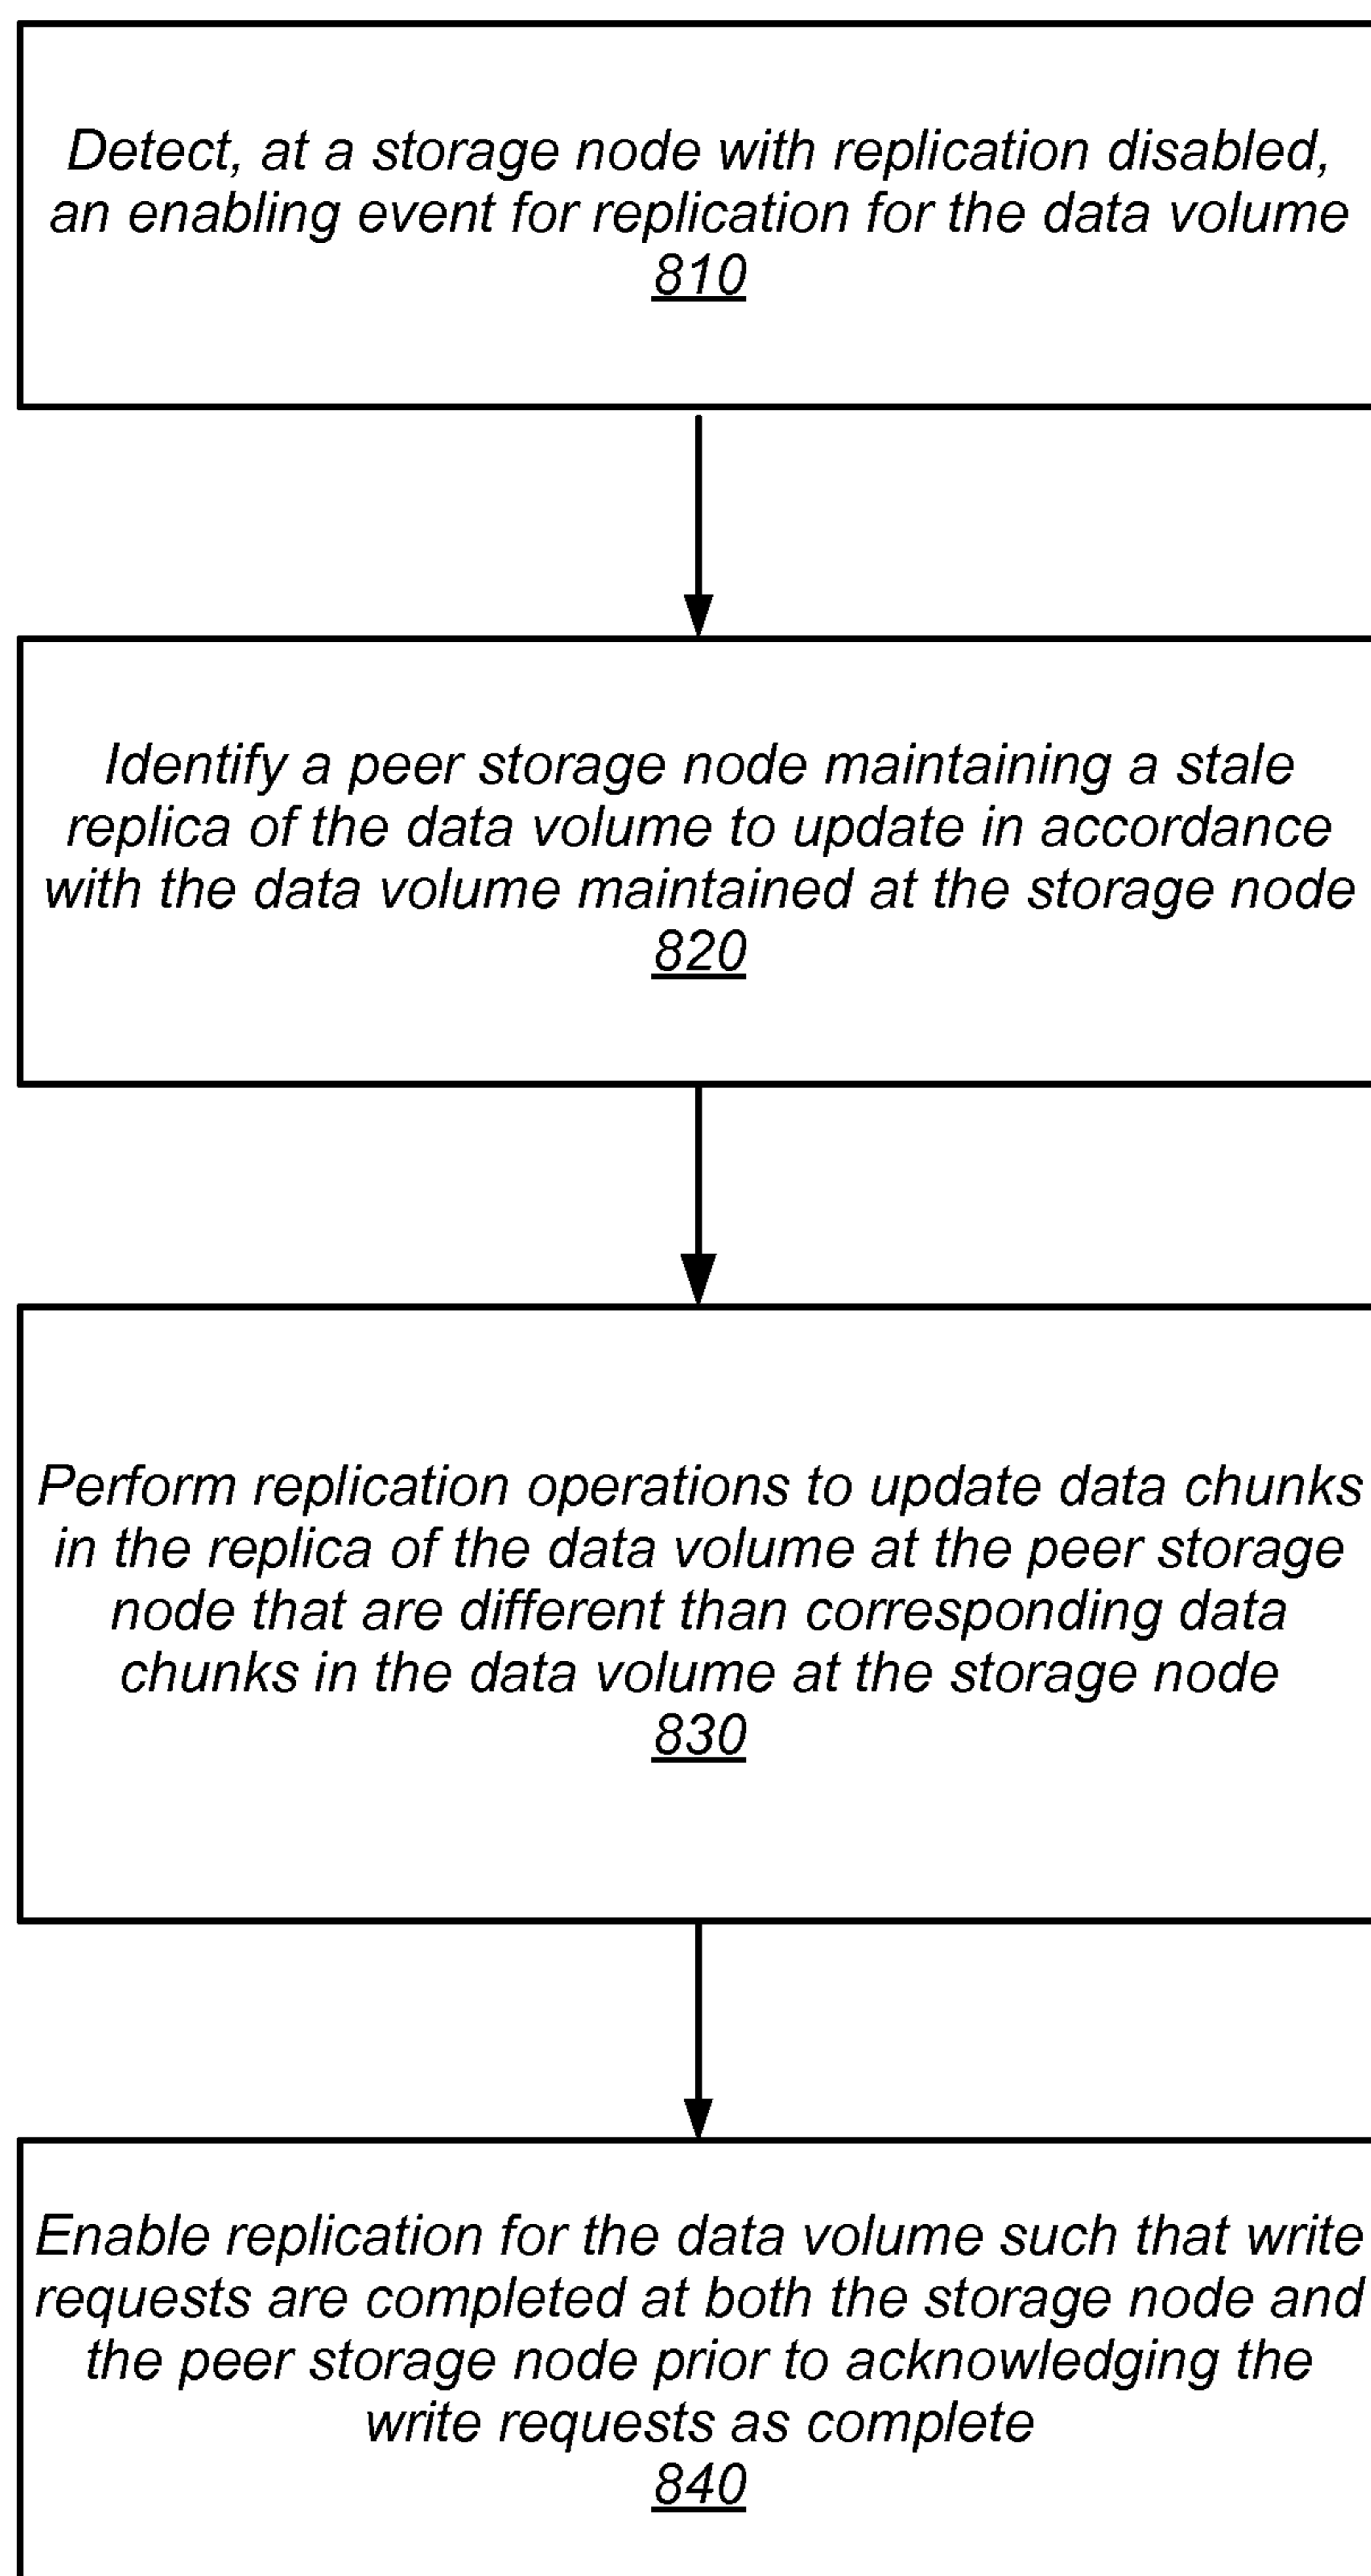 Detect, at a storage node with replication disabled,
an enabling event for replication for the data volume
810
Identify a peer storage node maintaining a stale
replica of the data volume to update in accordance
with the data volume maintained at the storage node
820
Perform replication operations to update data chunks
in the replica of the data volume at the peer storage
node that are different than corresponding data
chunks in the data volume at the storage node
830
Enable replication for the data volume such that write
requests are completed at both the storage node and
the peer storage node prior to acknowledging the
write requests as complete
840